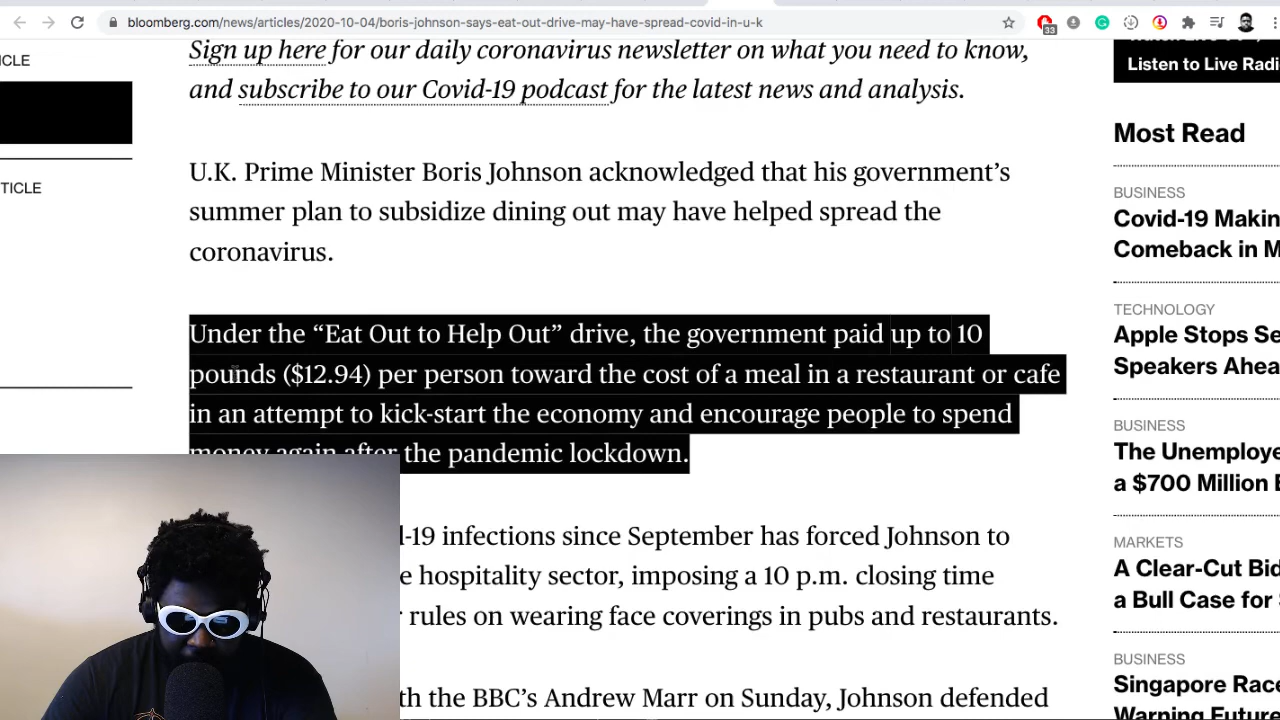 bloomberg.com/news/articles/2020-10-04/boris-johnson-says-eat-out-drive-may-have-spread-covid-in-u-k
33
CLE
TICLE
Sign up here for our daily coronavirus newsletter on what you need to know,
and subscribe to our Covid-19 podcast for the latest news and analysis.
U.K. Prime Minister Boris Johnson acknowledged that his government's
summer plan to subsidize dining out may have helped spread the
coronavirus.
Under the “Eat Out to Help Out” drive, the government paid up to 10
pounds ($12.94) per person toward the cost of a meal in a restaurant or cafe
in an attempt to kick-start the economy and encourage people to spend
money again after the pandemic lockdown.
l-19 infections since September has forced Johnson to
e hospitality sector, imposing a 10 p.m. closing time
rules on wearing face coverings in pubs and restaurants.
th the BBC's Andrew Marr on Sunday, Johnson defended
Listen to Live Radi
Most Read
BUSINESS
Covid-19 Makin
Comeback in M
TECHNOLOGY
Apple Stops Se
Speakers Ahea
BUSINESS
The Unemploye
a $700 Million
MARKETS
A Clear-Cut Bid
a Bull Case for
BUSINESS
Singapore Race
Warning Future